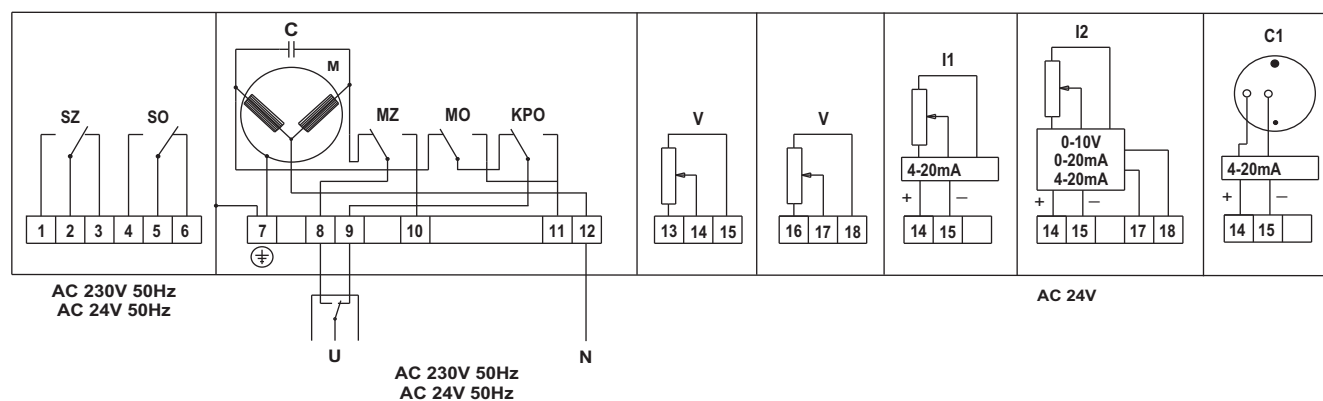 C
M
SZ
SO
MZ
MO
KPO
V
V
I1
I2
C1
4-20mA
0-10V
0-20mA
4-20mA
4-20mA
+ −
+ −
+ −
1 2 3 4 5 6
7 8 9 10 11 12
13 14 15
16 17 18
14 15
14 15 17 18
14 15
AC 230V 50Hz
AC 24V 50Hz
U
N
AC 230V 50Hz
AC 24V 50Hz
AC 24V